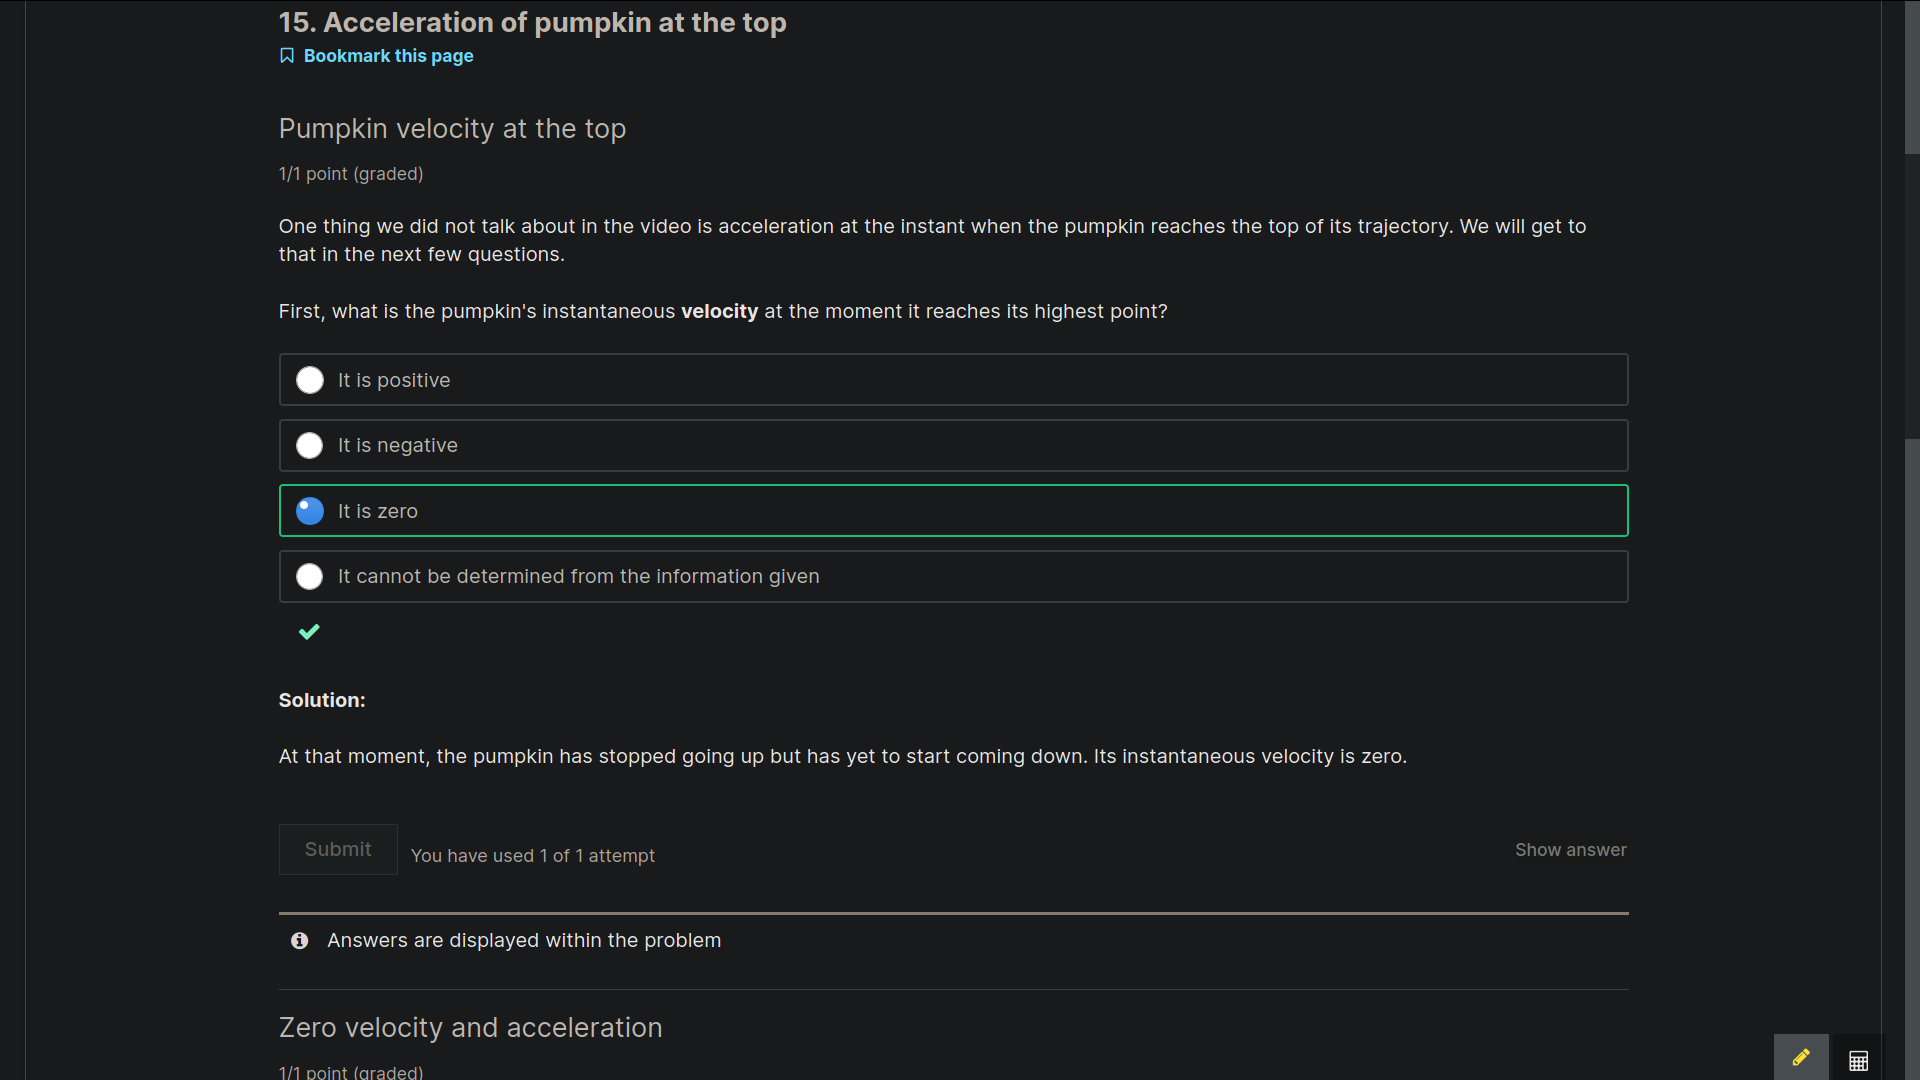 15. Acceleration of pumpkin at the top
Bookmark this page
Pumpkin velocity at the top
1/1 point (graded)
One thing we did not talk about in the video is acceleration at the instant when the pumpkin reaches the top of its trajectory. We will get to
that in the next few questions.
First, what is the pumpkin's instantaneous velocity at the moment it reaches its highest point?
It is positive
It is negative
It is zero
It cannot be determined from the information given
Solution:
At that moment, the pumpkin has stopped going up but has yet to start coming down. Its instantaneous velocity is zero.
Submit
You have used 1 of 1 attempt
Show answer
Answers are displayed within the problem
Zero velocity and acceleration
1/1 point (graded)